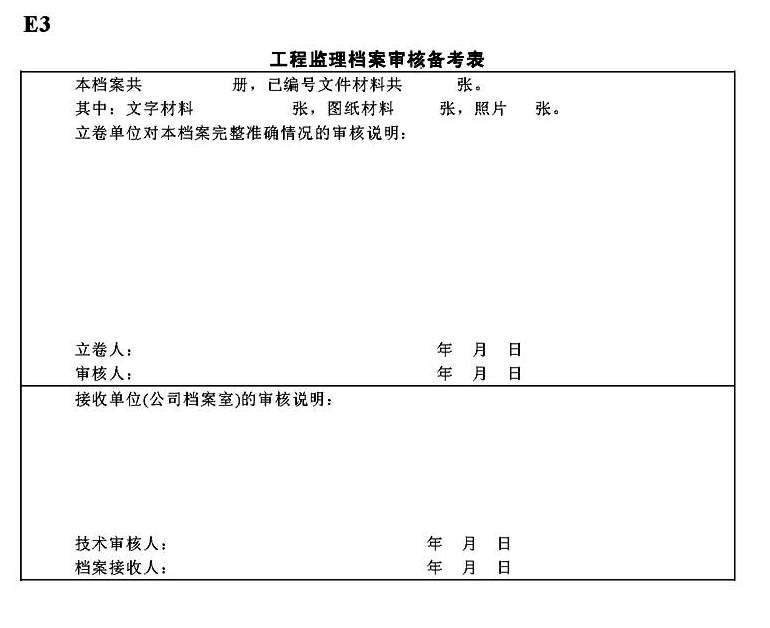 E3
工程监理档案审核备考表
本档案共 册，已编号文件材料共 张。
其中：文字材料 张，图纸材料 张，照片 张。
立卷单位对本档案完整准确情况的审核说明：
立卷人： 年 月 日
审核人： 年 月 日
接收单位(公司档案室)的审核说明：
技术审核人： 年 月 日
档案接收人： 年 月 日